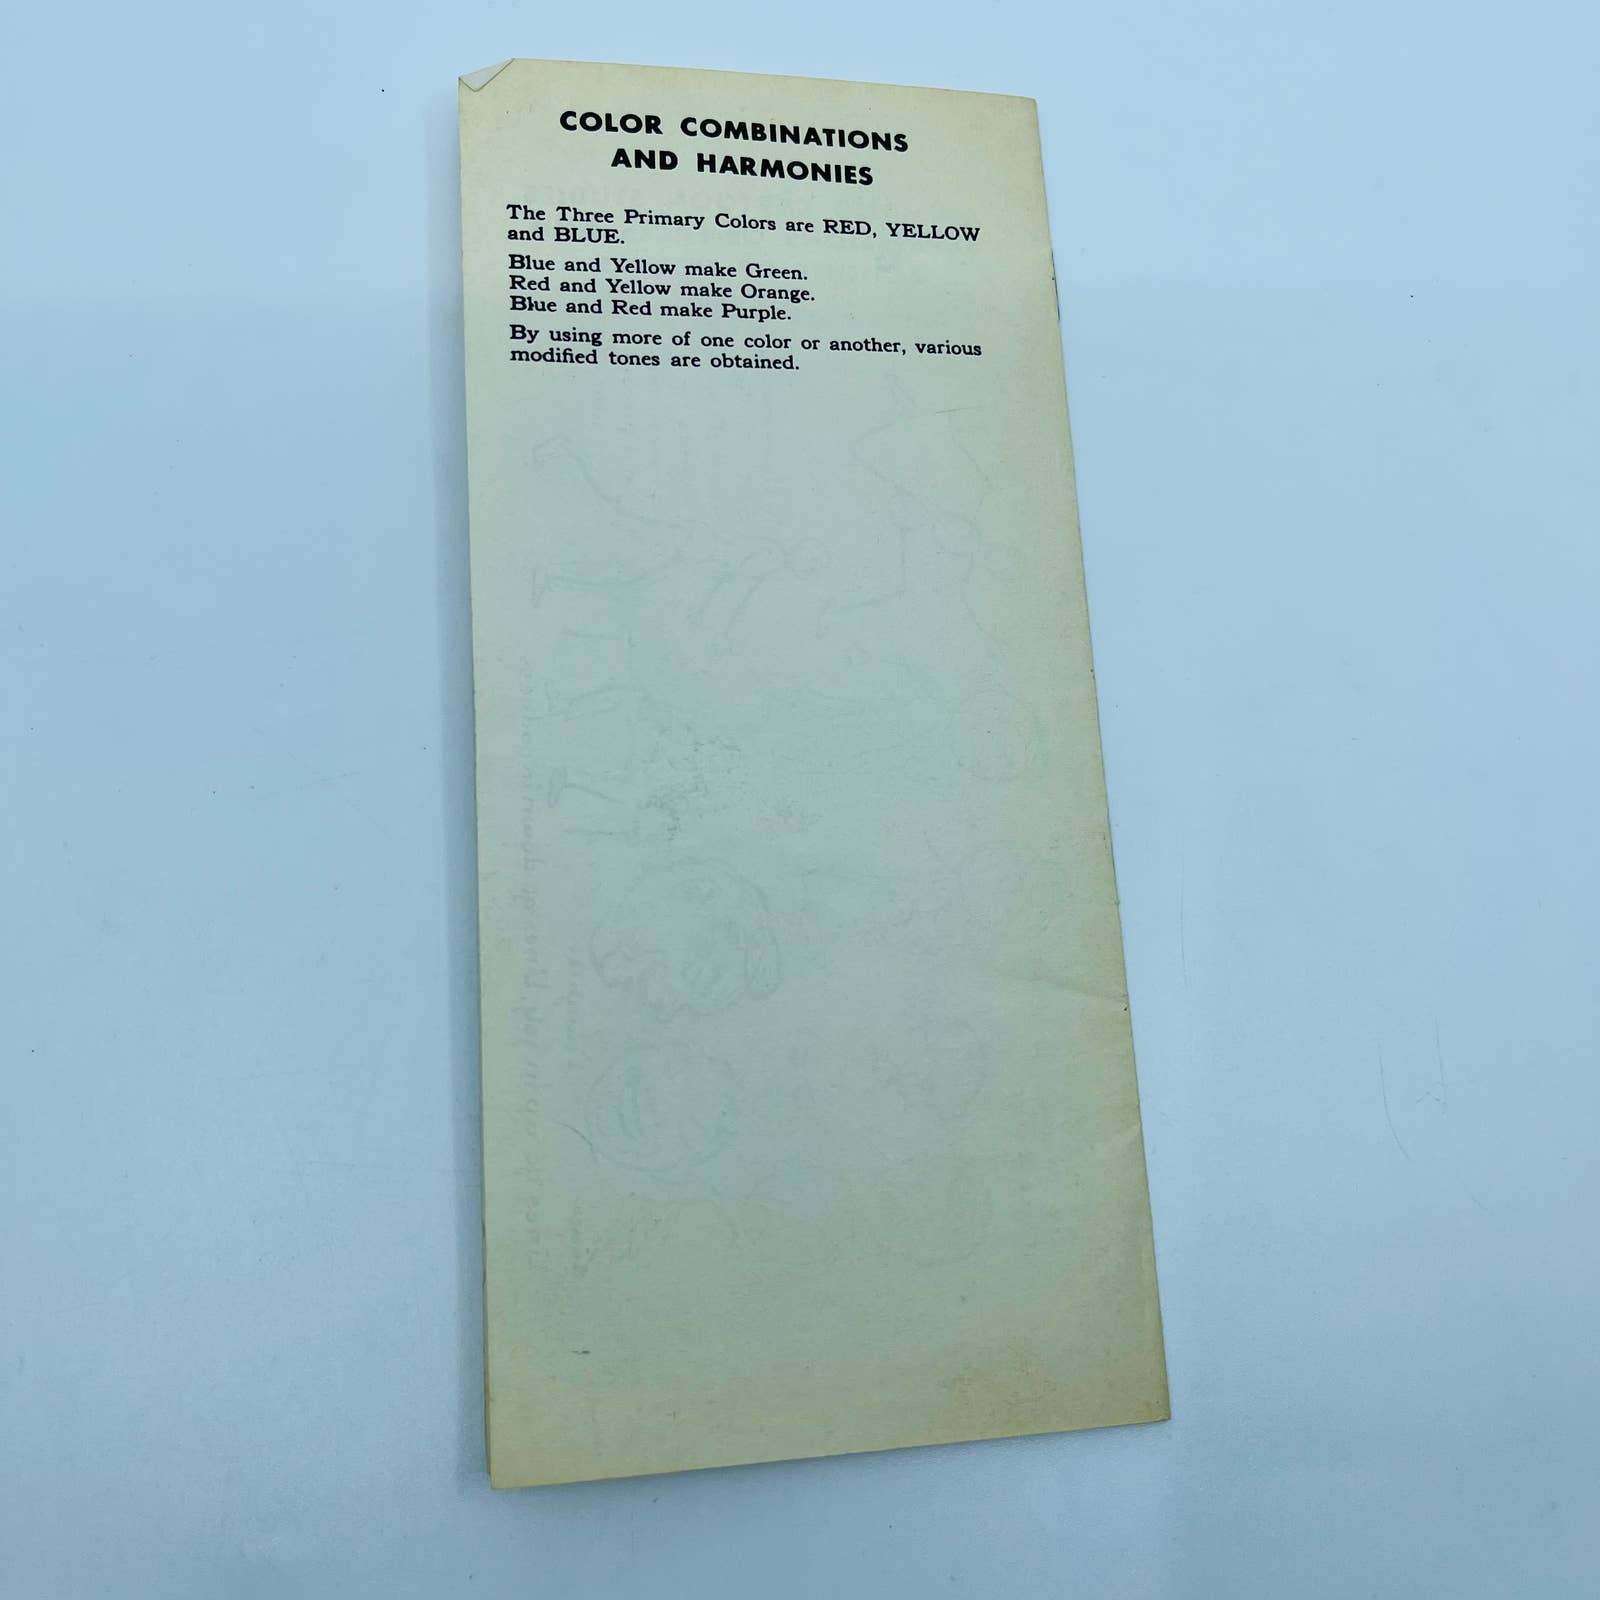 COLOR COMBINATIONS
AND HARMONIES
The Three Primary Colors are RED, YELLOW
and BLUE.
Blue and Yellow make Green.
Red and Yellow make Orange.
Blue and Red make Purple.
By using more of one color or another, various
modified tones are obtained.